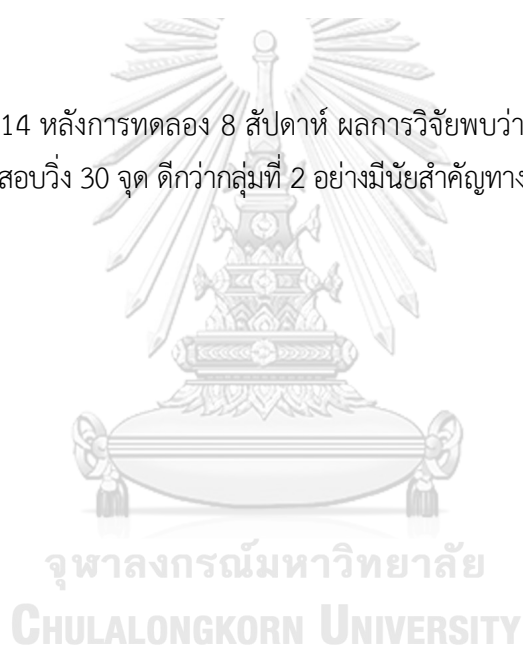 14 หลังการทดลอง 8 สัปดาห์ ผลการวิจัยพบว่า
สอบวิ่ง 30 จุด ดีกว่ากลุ่มที่ 2 อย่างมีนัยสำคัญทาง
จุฬาลงกรณ์มหาวิทยาลัย
CHULALONGKORN UNIVERSITY